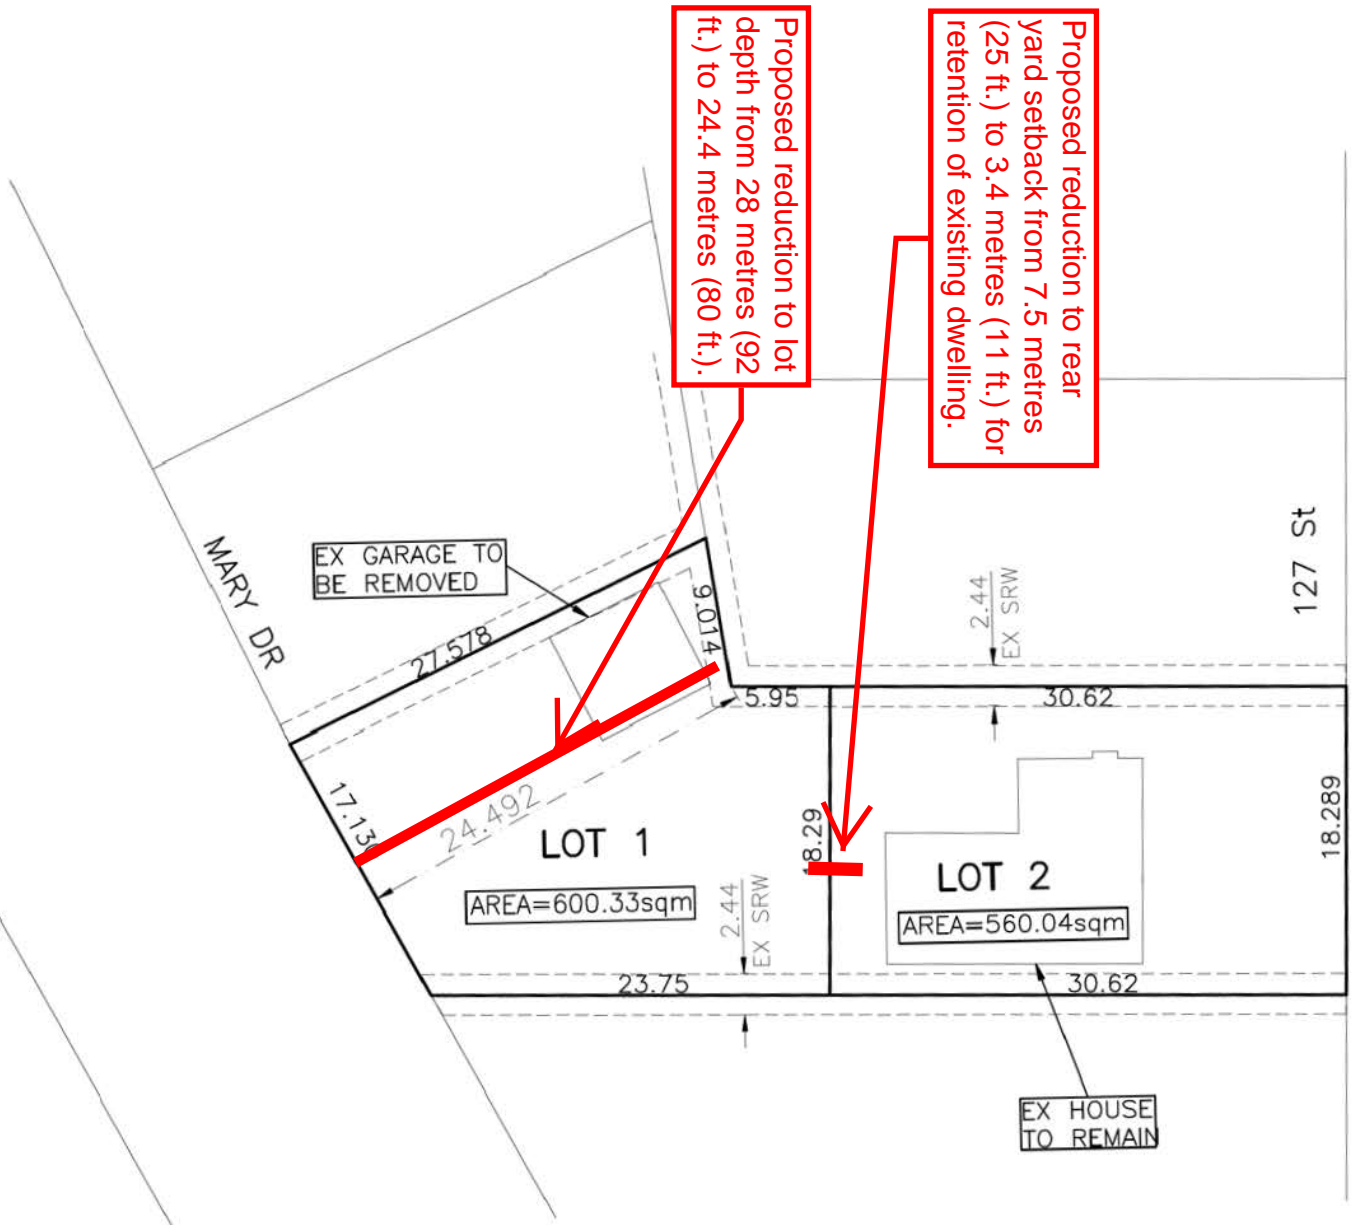 Proposed reduction to rear
yard setback from 7.5 metres
(25 ft.) to 3.4 metres (11 ft.) for
retention of existing dwelling.
Proposed reduction to lot
depth from 28 metres (92
ft.) to 24.4 metres (80 ft.).
127 St
MARY DR
EX GARAGE TO
BE REMOVED
27.578
9.014
2.44
EX SRW
5.95
30.62
17.130
24.492
18.29
18.289
LOT 1
AREA=600.33sqm
LOT 2
AREA=560.04sqm
2.44
EX SRW
23.75
30.62
EX HOUSE
TO REMAIN